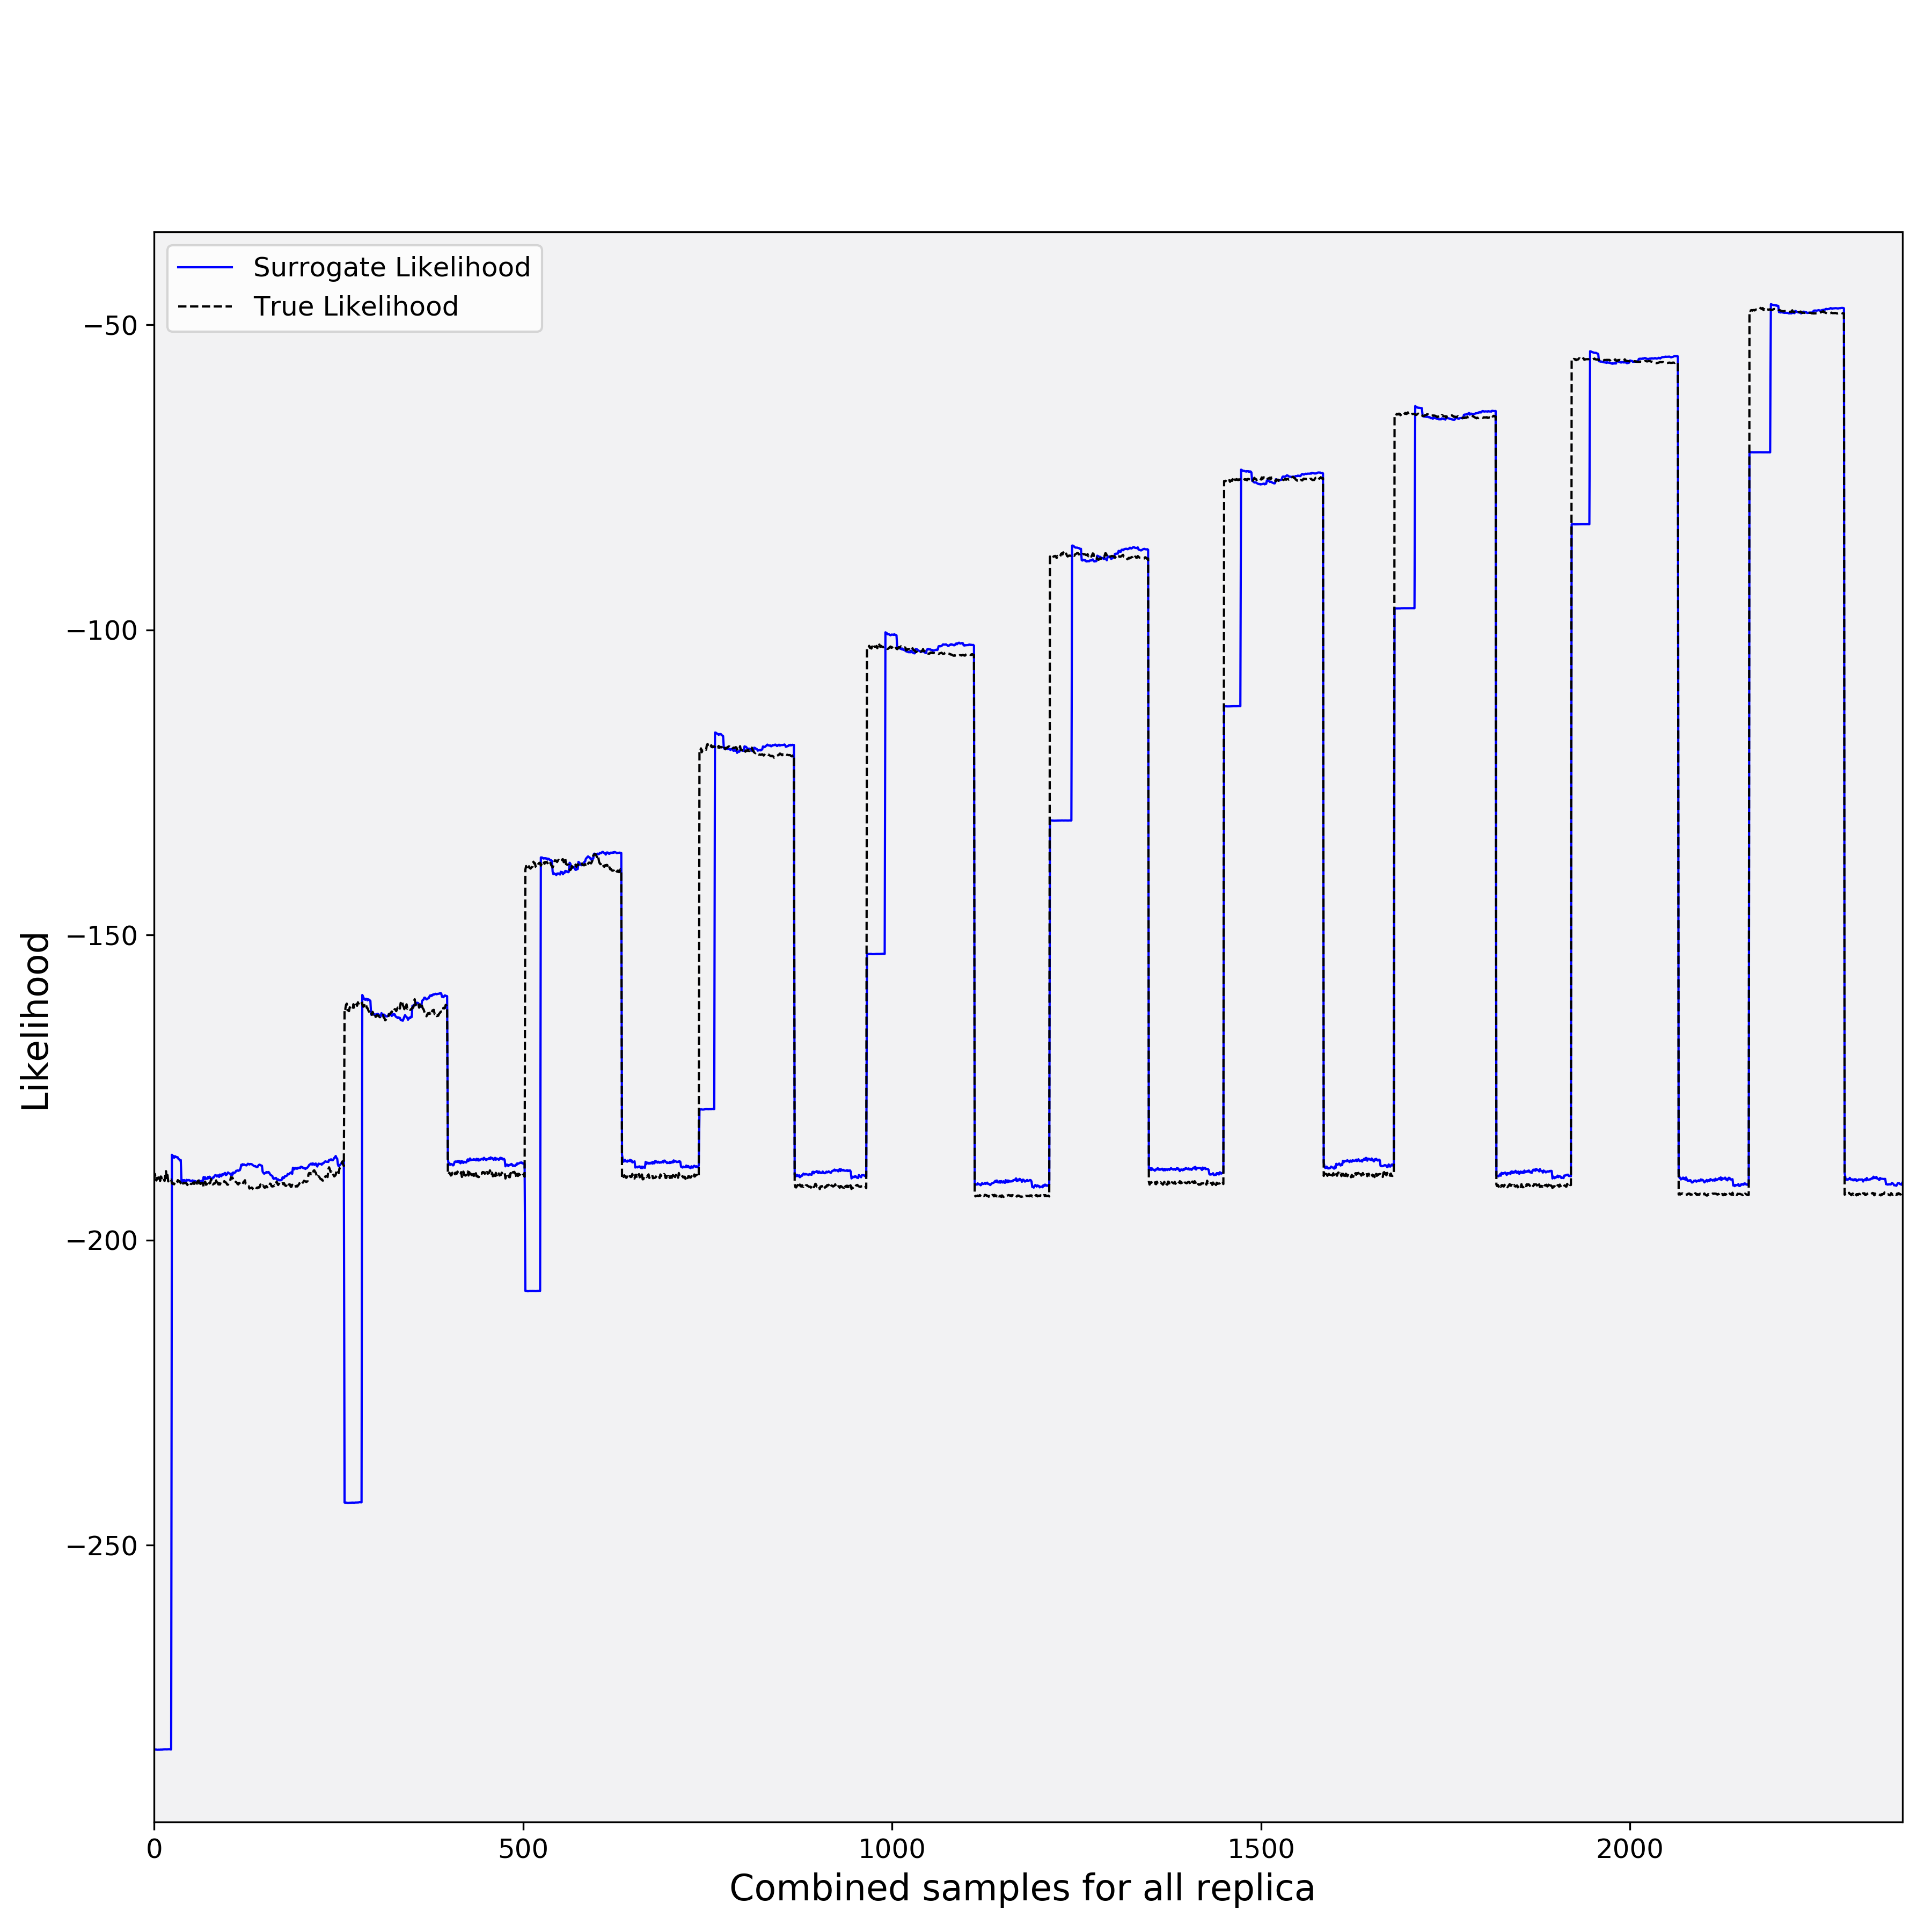 Surrogate Likelihood
True Likelihood
−50
−100
−150
−200
−250
Likelihood
0 500 1000 1500 2000
Combined samples for all replica